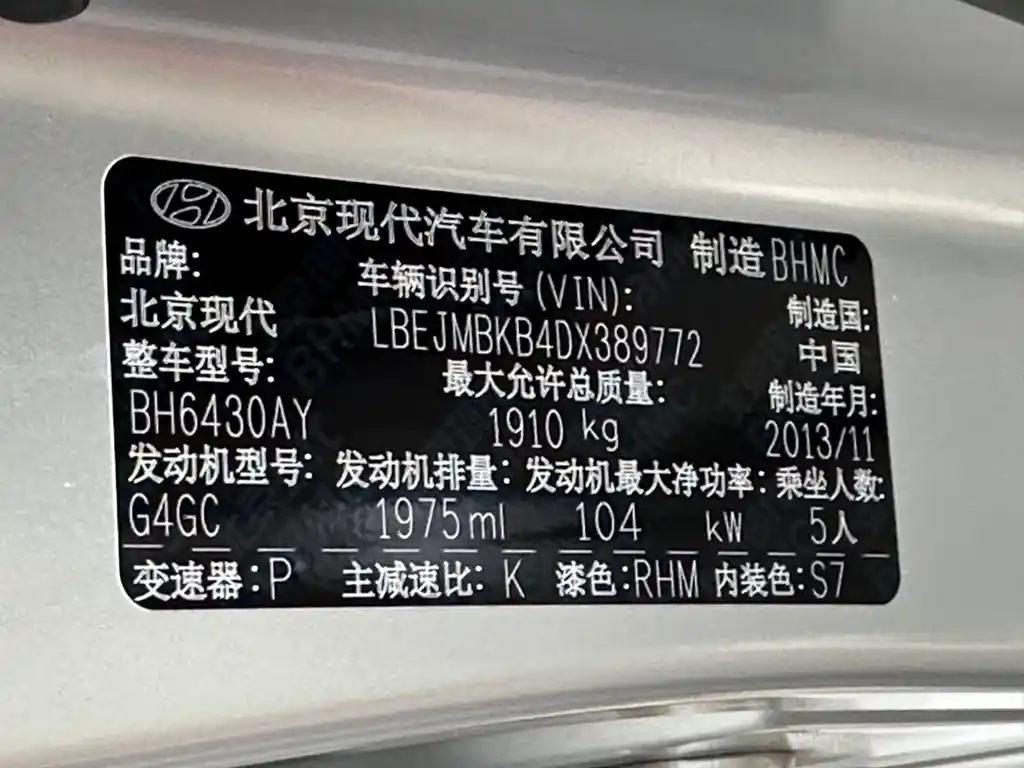 北京现代汽车有限公司 制造BHMC
品牌: 车辆识别号(VIN): 制造国:
北京现代 LBEJMBKB4DX389772 中国
整车型号: 最大允许总质量: 制造年月:
BH6430AY 1910 kg 2013/11
发动机型号: 发动机排量: 发动机最大净功率: 乘坐人数:
G4GC 1975ml 104 kW 5人
变速器:P 主减速比: K 漆色:RHM 内装色:S7